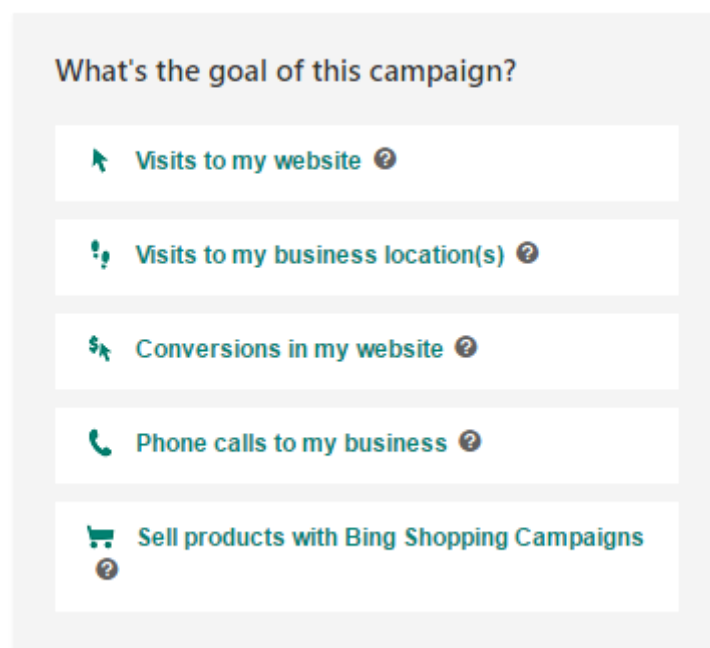 What's the goal of this campaign?
Visits to my website
Visits to my business location(s)
Conversions in my website
Phone calls to my business
Sell products with Bing Shopping Campaigns